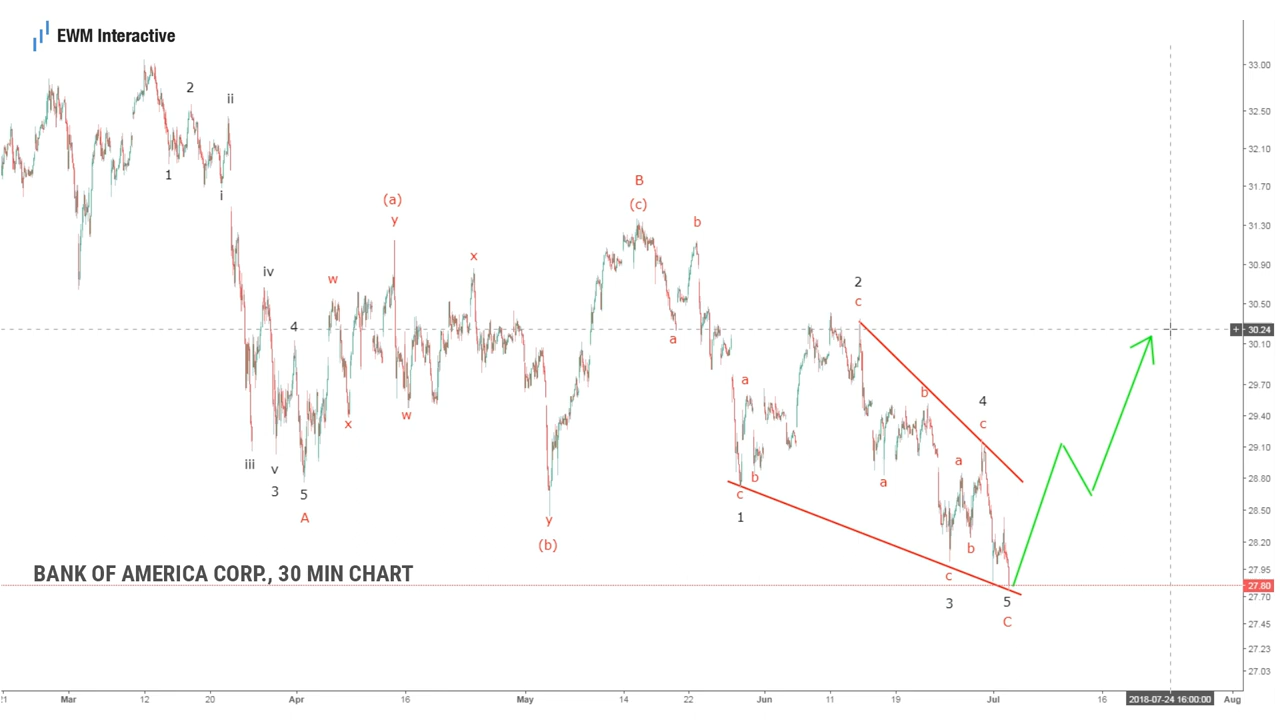 EWM Interactive
2
ii
1
i
iv
4
iii
v
3
5
A
w
x
(a)
y
w
x
y
(b)
B
(c)
b
a
a
b
c
1
2
c
a
b
4
c
a
b
c
3
5
C
BANK OF AMERICA CORP., 30 MIN CHART
33.00
32.50
32.10
31.70
31.30
30.90
30.50
+ 30.24
30.10
29.70
29.40
29.10
28.80
28.50
28.20
27.95
27.80
27.70
27.45
27.23
27.03
21 Mar 12 20 Apr 16 May 14 22 Jun 11 19 Jul 16 2018-07-24 16:00:00 Aug